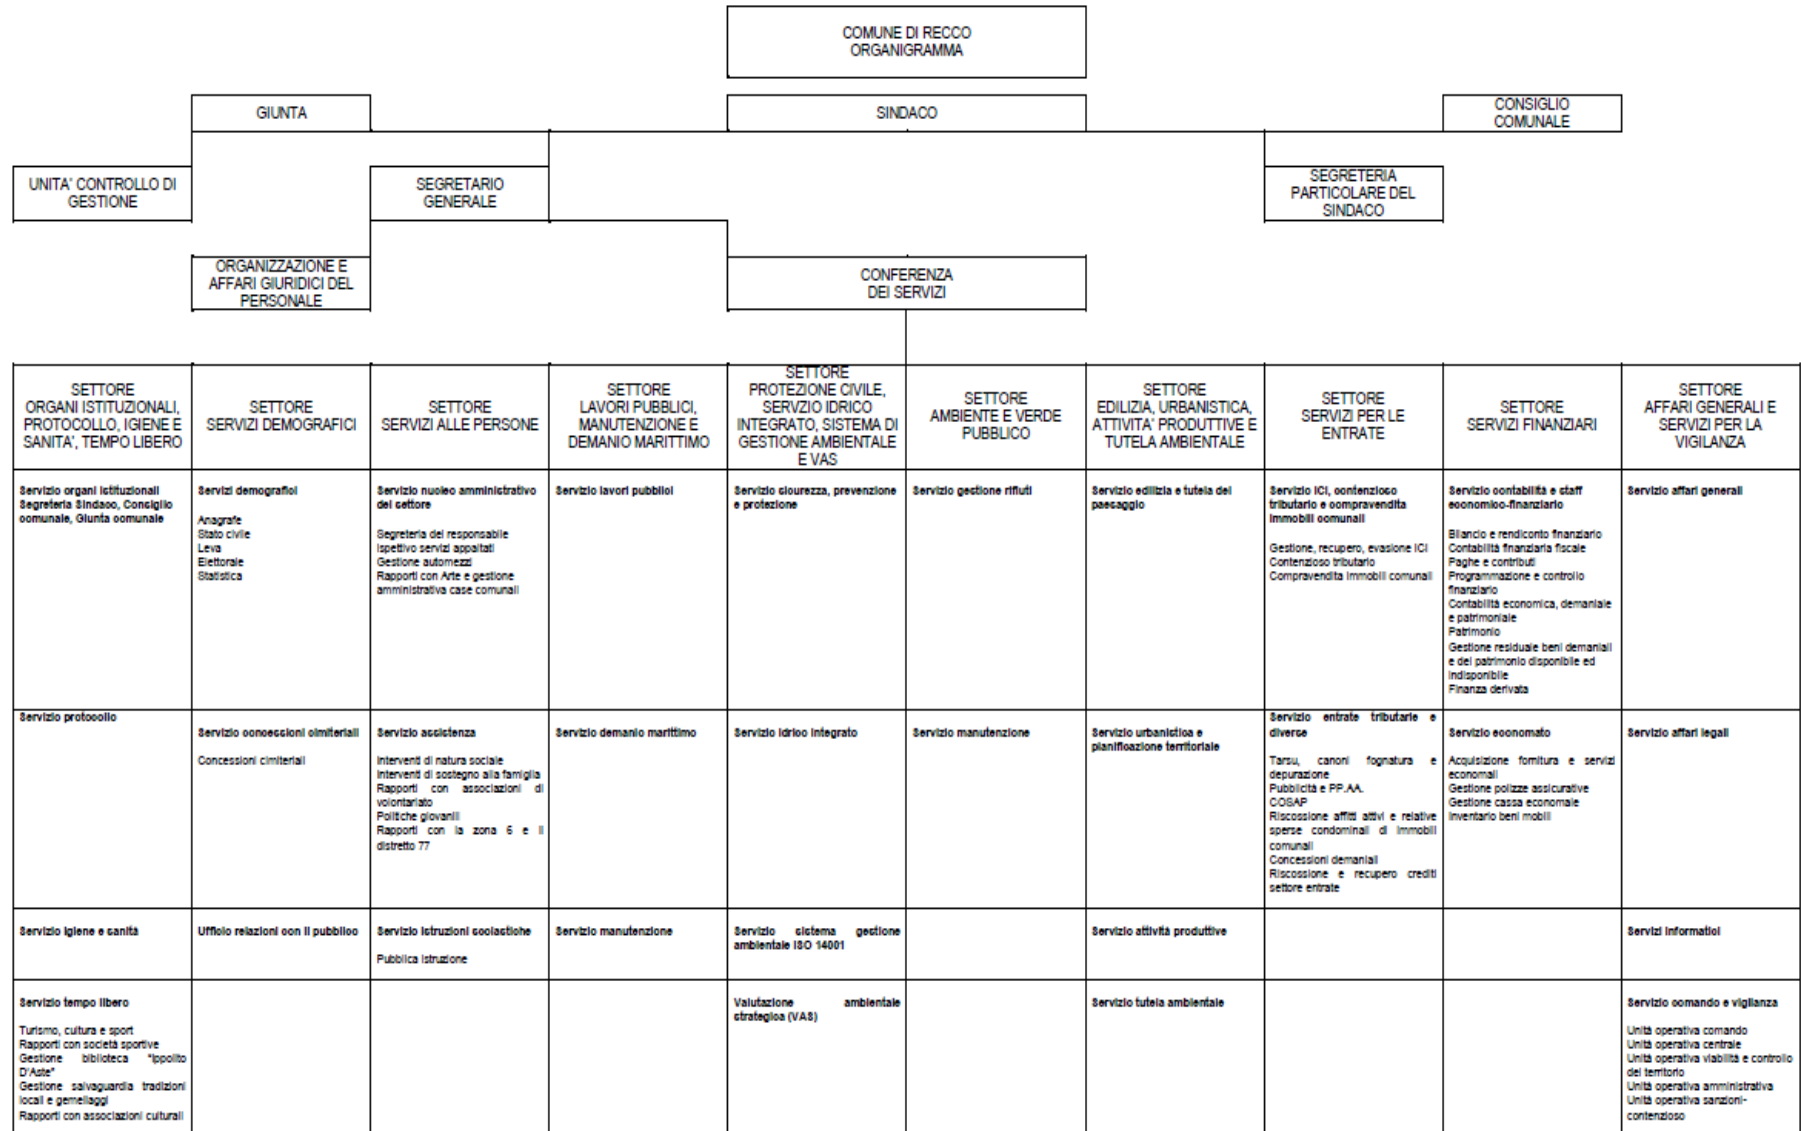 COMUNE DI RECCO
ORGANIGRAMMA
GIUNTA
SINDACO
CONSIGLIO
COMUNALE
UNITA' CONTROLLO DI
GESTIONE
SEGRETARIO
GENERALE
SEGRETERIA
PARTICOLARE DEL
SINDACO
ORGANIZZAZIONE E
AFFARI GIURIDICI DEL
PERSONALE
CONFERENZA
DEI SERVIZI
SETTORE
ORGANI ISTITUZIONALI,
PROTOCOLLO, IGIENE E
SANITA', TEMPO LIBERO
SETTORE
SERVIZI DEMOGRAFICI
SETTORE
SERVIZI ALLE PERSONE
SETTORE
LAVORI PUBBLICI,
MANUTENZIONE E
DEMANIO MARITTIMO
SETTORE
PROTEZIONE CIVILE,
SERVZIO IDRICO
INTEGRATO, SISTEMA DI
GESTIONE AMBIENTALE
E VAS
SETTORE
AMBIENTE E VERDE
PUBBLICO
SETTORE
EDILIZIA, URBANISTICA,
ATTIVITA' PRODUTTIVE E
TUTELA AMBIENTALE
SETTORE
SERVIZI PER LE
ENTRATE
SETTORE
SERVIZI FINANZIARI
SETTORE
AFFARI GENERALI E
SERVIZI PER LA
VIGILANZA
Servizio organi istituzionali
Segreteria Sindaco, Consiglio
comunale, Giunta comunale
Servizi demografici
Anagrafe
Stato civile
Leva
Elettorale
Statistica
Servizio nucleo amministrativo
del settore
Segreteria del responsabile
Ispettivo servizi appaltati
Gestione automezzi
Rapporti con Arte e gestione
amministrativa case comunali
Servizio lavori pubblici
Servizio sicurezza, prevenzione
e protezione
Servizio gestione rifiuti
Servizio edilizia e tutela del
paesaggio
Servizio ICI, contenzioso
tributario e compravendita
immobili comunali
Gestione, recupero, evasione ICI
Contenzioso tributario
Compravendita immobili comunali
Servizio contabilità e staff
economico-finanziario
Bilancio e rendiconto finanziario
Contabilità finanziaria fiscale
Paghe e contributi
Programmazione e controllo
finanziario
Contabilità economica, demaniale
e patrimoniale
Patrimonio
Gestione residuale beni demaniali
e del patrimonio disponibile ed
indisponibile
Finanza derivata
Servizio affari generali
Servizio protocollo
Servizio concessioni cimiteriali
Concessioni cimiteriali
Servizio assistenza
Interventi di natura sociale
Interventi di sostegno alla famiglia
Rapporti con associazioni di
volontariato
Politiche giovanili
Rapporti con la zona 6 e il
distretto 77
Servizio demanio marittimo
Servizio idrico integrato
Servizio manutenzione
Servizio urbanistica e
pianificazione territoriale
Servizio entrate tributarie e
diverse
Tarsu, canoni fognatura e
depurazione
Pubblicità e PP.AA.
COSAP
Riscossione affitti attivi e relative
sperse condominali di immobili
comunali
Concessioni demaniali
Riscossione e recupero crediti
settore entrate
Servizio economato
Acquisizione fornitura e servizi
economali
Gestione polizze assicurative
Gestione cassa economale
Inventario beni mobili
Servizio affari legali
Servizio igiene e sanità
Ufficio relazioni con il pubblico
Servizio istruzioni scolastiche
Pubblica istruzione
Servizio manutenzione
Servizio sistema gestione
ambientale ISO 14001
Servizio attività produttive
Servizi informatici
Servizio tempo libero
Turismo, cultura e sport
Rapporti con società sportive
Gestione biblioteca "Ippolito
D'Aste"
Gestione salvaguardia tradizioni
locali e gemellaggi
Rapporti con associazioni culturali
Valutazione ambientale
strategica (VAS)
Servizio tutela ambientale
Servizio comando e vigilanza
Unità operativa comando
Unità operativa centrale
Unità operativa viabilità e controllo
del territorio
Unità operativa amministrativa
Unità operativa sanzioni-
contenzioso